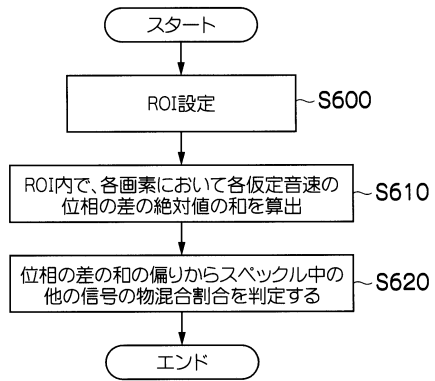 スタート
ROI設定
S600
ROI内で、各画素において各仮定音速の
位相の差の絶対値の和を算出
S610
位相の差の和の偏りからスペックル中の
他の信号の物混合割合を判定する
S620
エンド